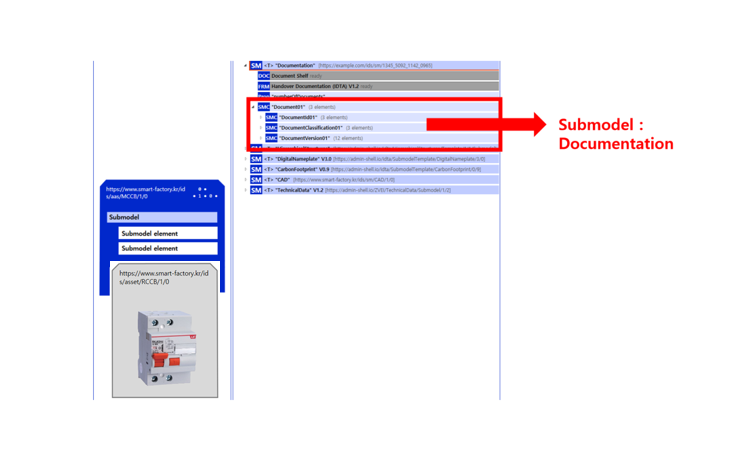 SM <T> "Documentation" [https://example.com/ids/sm/1345_5092_1142_0960]
DOC Document Shelf ready
FRM Handover Documentation (IDTA) V1.2 ready
"numberOfDocuments"
SMC "Document01" (3 elements)
SMC "DocumentId01" (3 elements)
SMC "DocumentClassification01" (3 elements)
SMC "DocumentVersion01" (12 elements)
SM <T> "DigitalNameplate" V3.0 [https://admin-shell.io/idta/SubmodelTemplate/DigitalNameplate/3/0]
SM <T> "CarbonFootprint" V0.9 [https://admin-shell.io/idta/SubmodelTemplate/CarbonFootprint/0/9]
SM <T> "CAD" [https://www.smart-factory.kr/ids/sm/CAD/1/0]
SM <T> "TechnicalData" V1.2 [https://admin-shell.io/ZVEI/TechnicalData/Submodel/1/2]
Submodel :
Documentation
https://www.smart-factory.kr/id
s/aas/MCCB/1/0
Submodel
Submodel element
Submodel element
https://www.smart-factory.kr/id
s/asset/RCCB/1/0